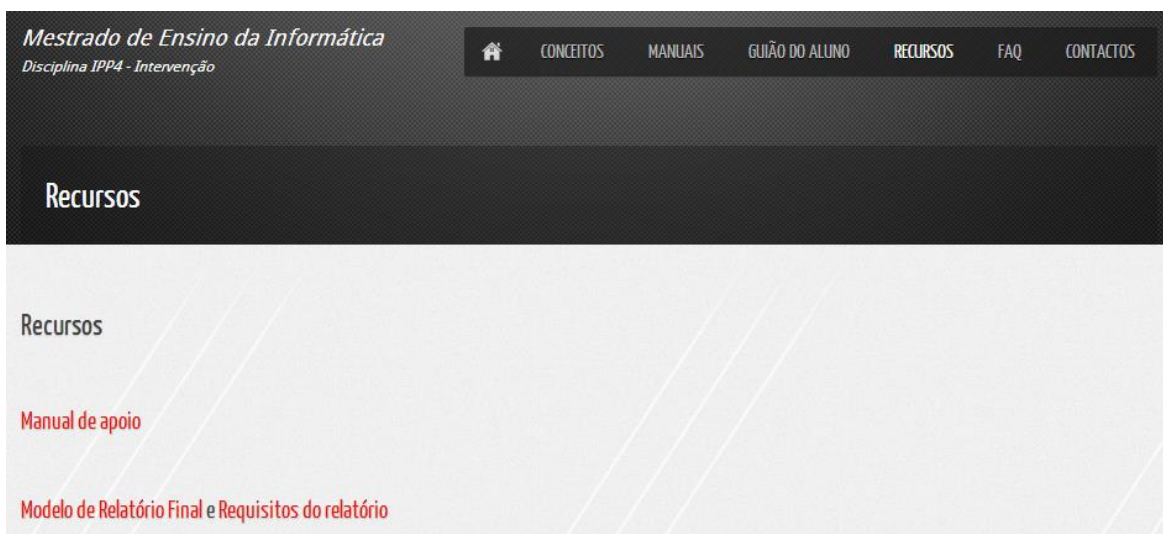 Mestrado de Ensino da Informática
Disciplina IPP4 - Intervenção
CONCEITOS MANUAIS GUIÃO DO ALUNO RECURSOS FAQ CONTACTOS
Recursos
Recursos
Manual de apoio
Modelo de Relatório Final e Requisitos do relatório